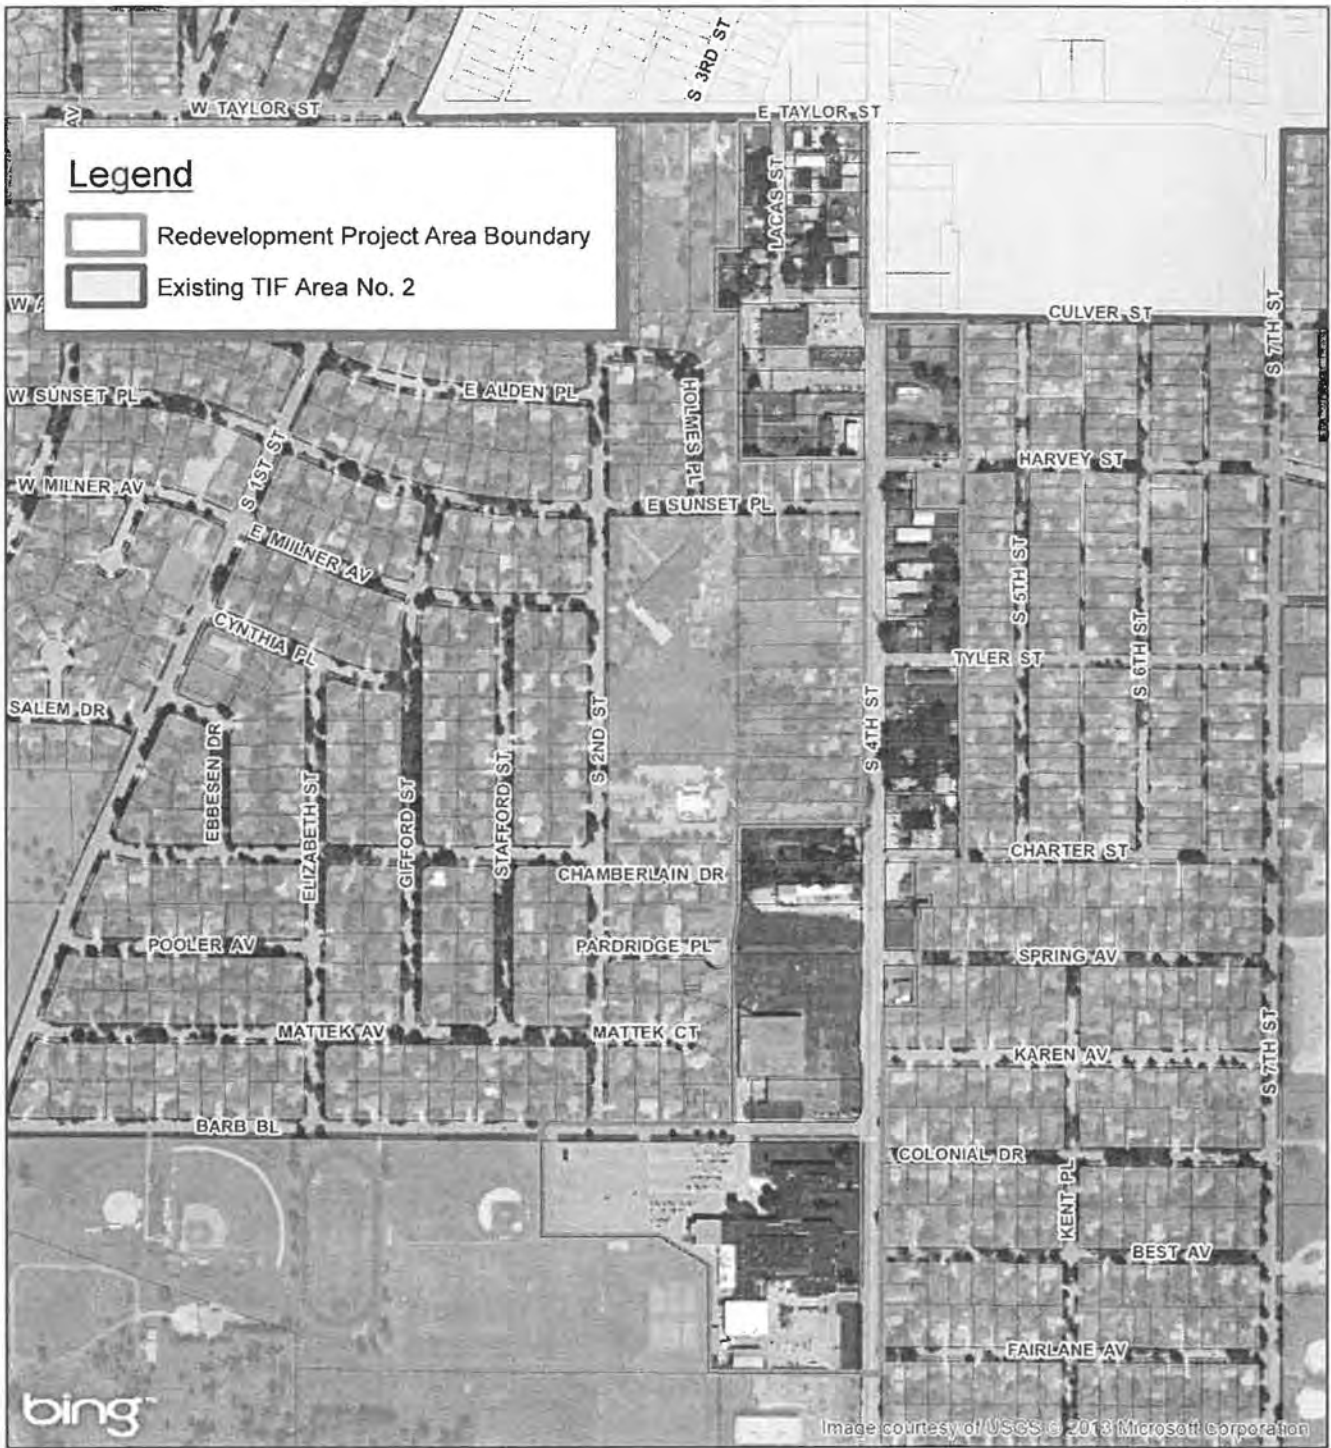 S 3RD ST
W TAYLOR ST
E TAYLOR ST
AV
Legend
Redevelopment Project Area Boundary
Existing TIF Area No. 2
LACAS ST
W A
CULVER ST
S 7TH ST
W SUNSET PL
E ALDEN PL
HOLMES PL
S 1ST ST
HARVEY ST
W MILNER AV
E SUNSET PL
E MIILNER AV
S 5TH ST
CYNTHIA PL
TYLER ST
S 6TH ST
SALEM DR
S 2ND ST
S 4TH ST
EBBESEN DR
ELIZABETH ST
GIFFORD ST
STAFFORD ST
CHARTER ST
CHAMBERLAIN DR
POOLER AV
PARDRIDGE PL
SPRING AV
MATTEK AV
MATTEK CT
KAREN AV
S 7TH ST
BARB BL
COLONIAL DR
KENT PL
BEST AV
FAIRLANE AV
bing™
Image courtesy of USGS © 2013 Microsoft Corporation